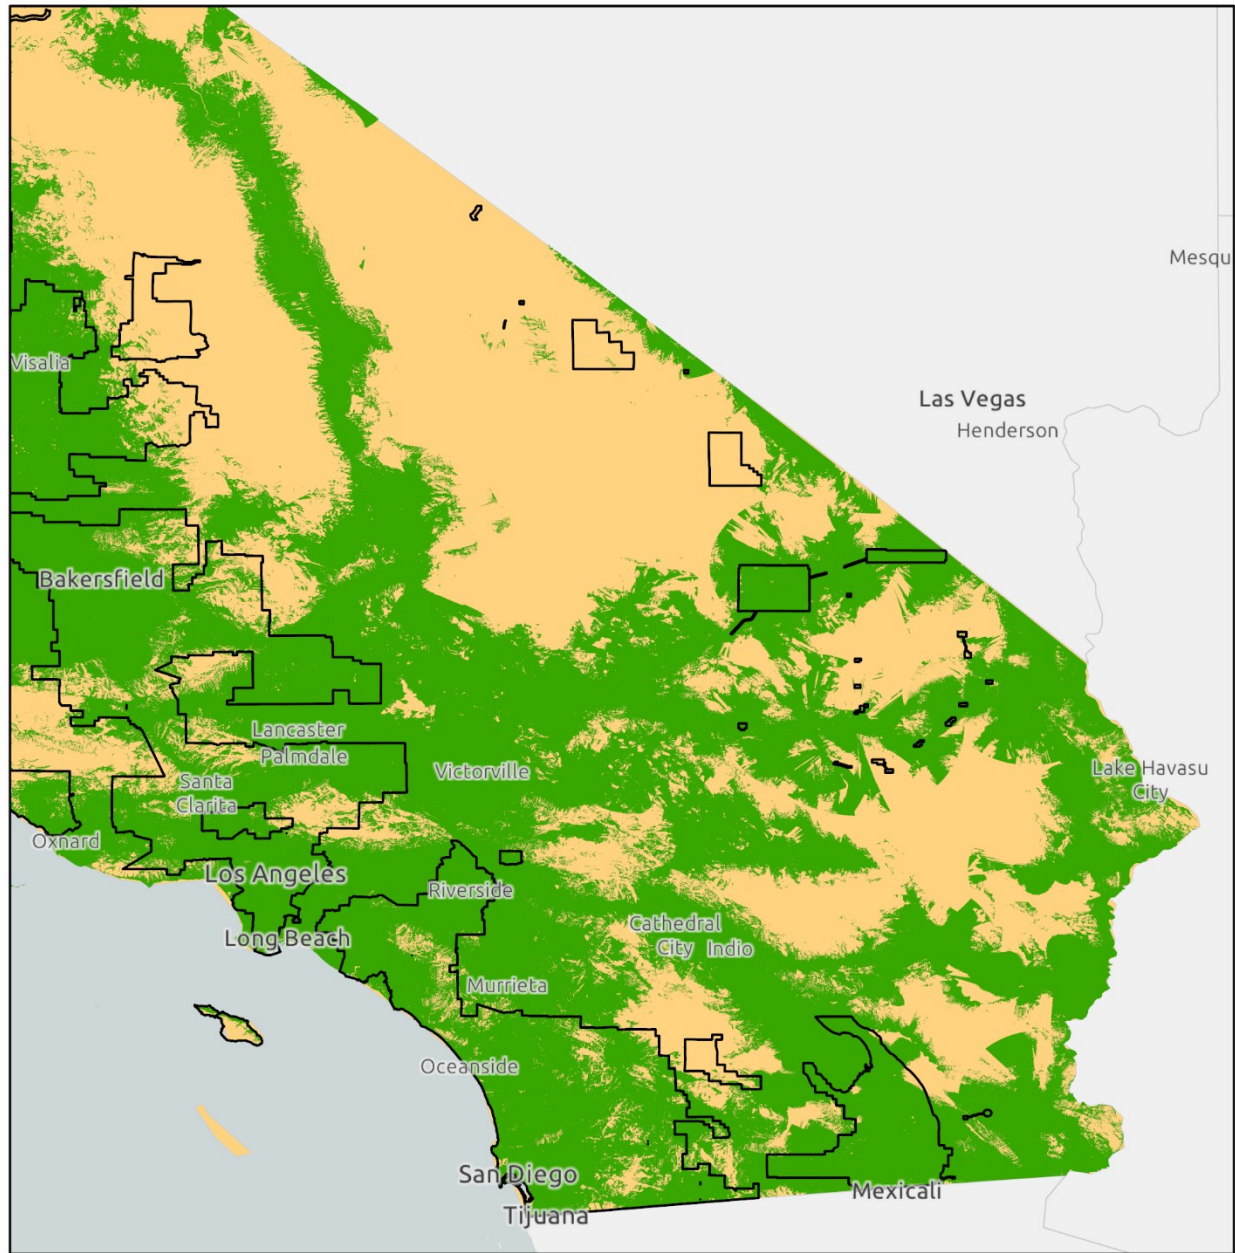 Mesqu
Visalia
Las Vegas
Henderson
Bakersfield
Lancaster
Palmdale
Victorville
Santa
Clarita
Lake Havasu
City
Oxnard
Los Angeles
Riverside
Cathedral
City
Indio
Long Beach
Murrieta
Oceanside
San Diego
Mexicali
Tijuana